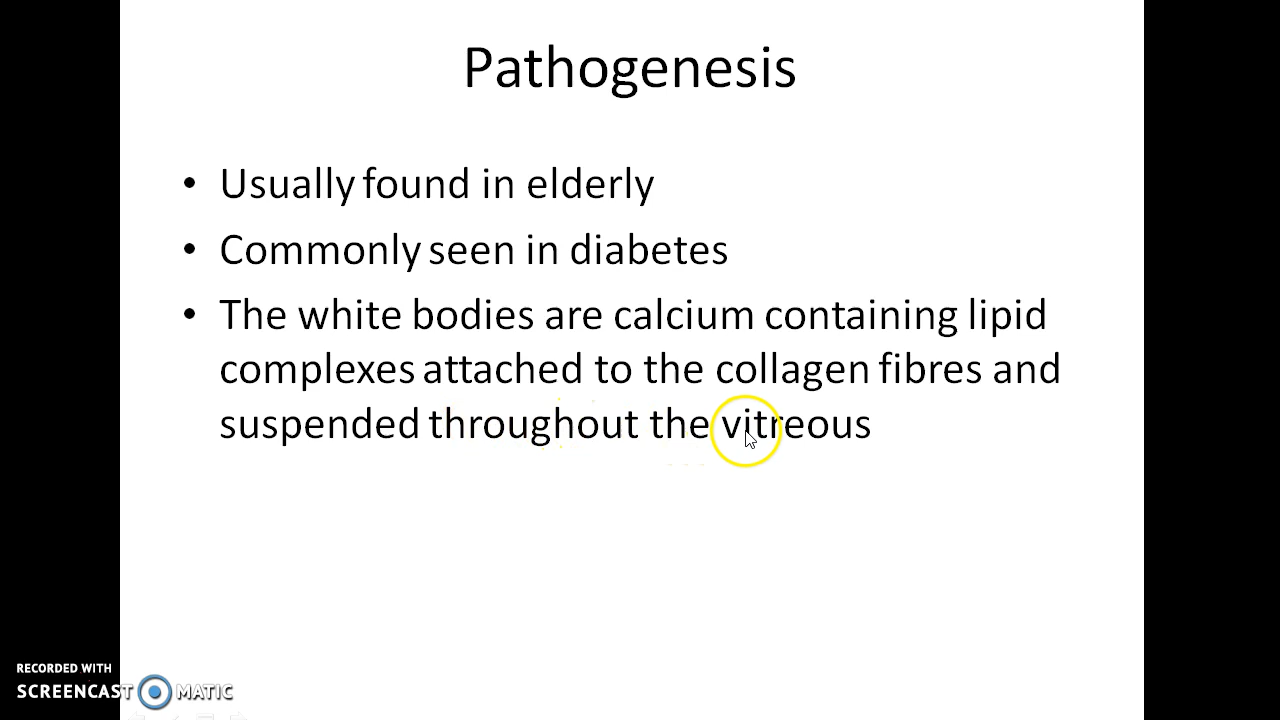 Pathogenesis
• Usually found in elderly
• Commonly seen in diabetes
• The white bodies are calcium containing lipid
complexes attached to the collagen fibres and
suspended throughout the vitreous
RECORDED WITH
SCREENCAST MATIC